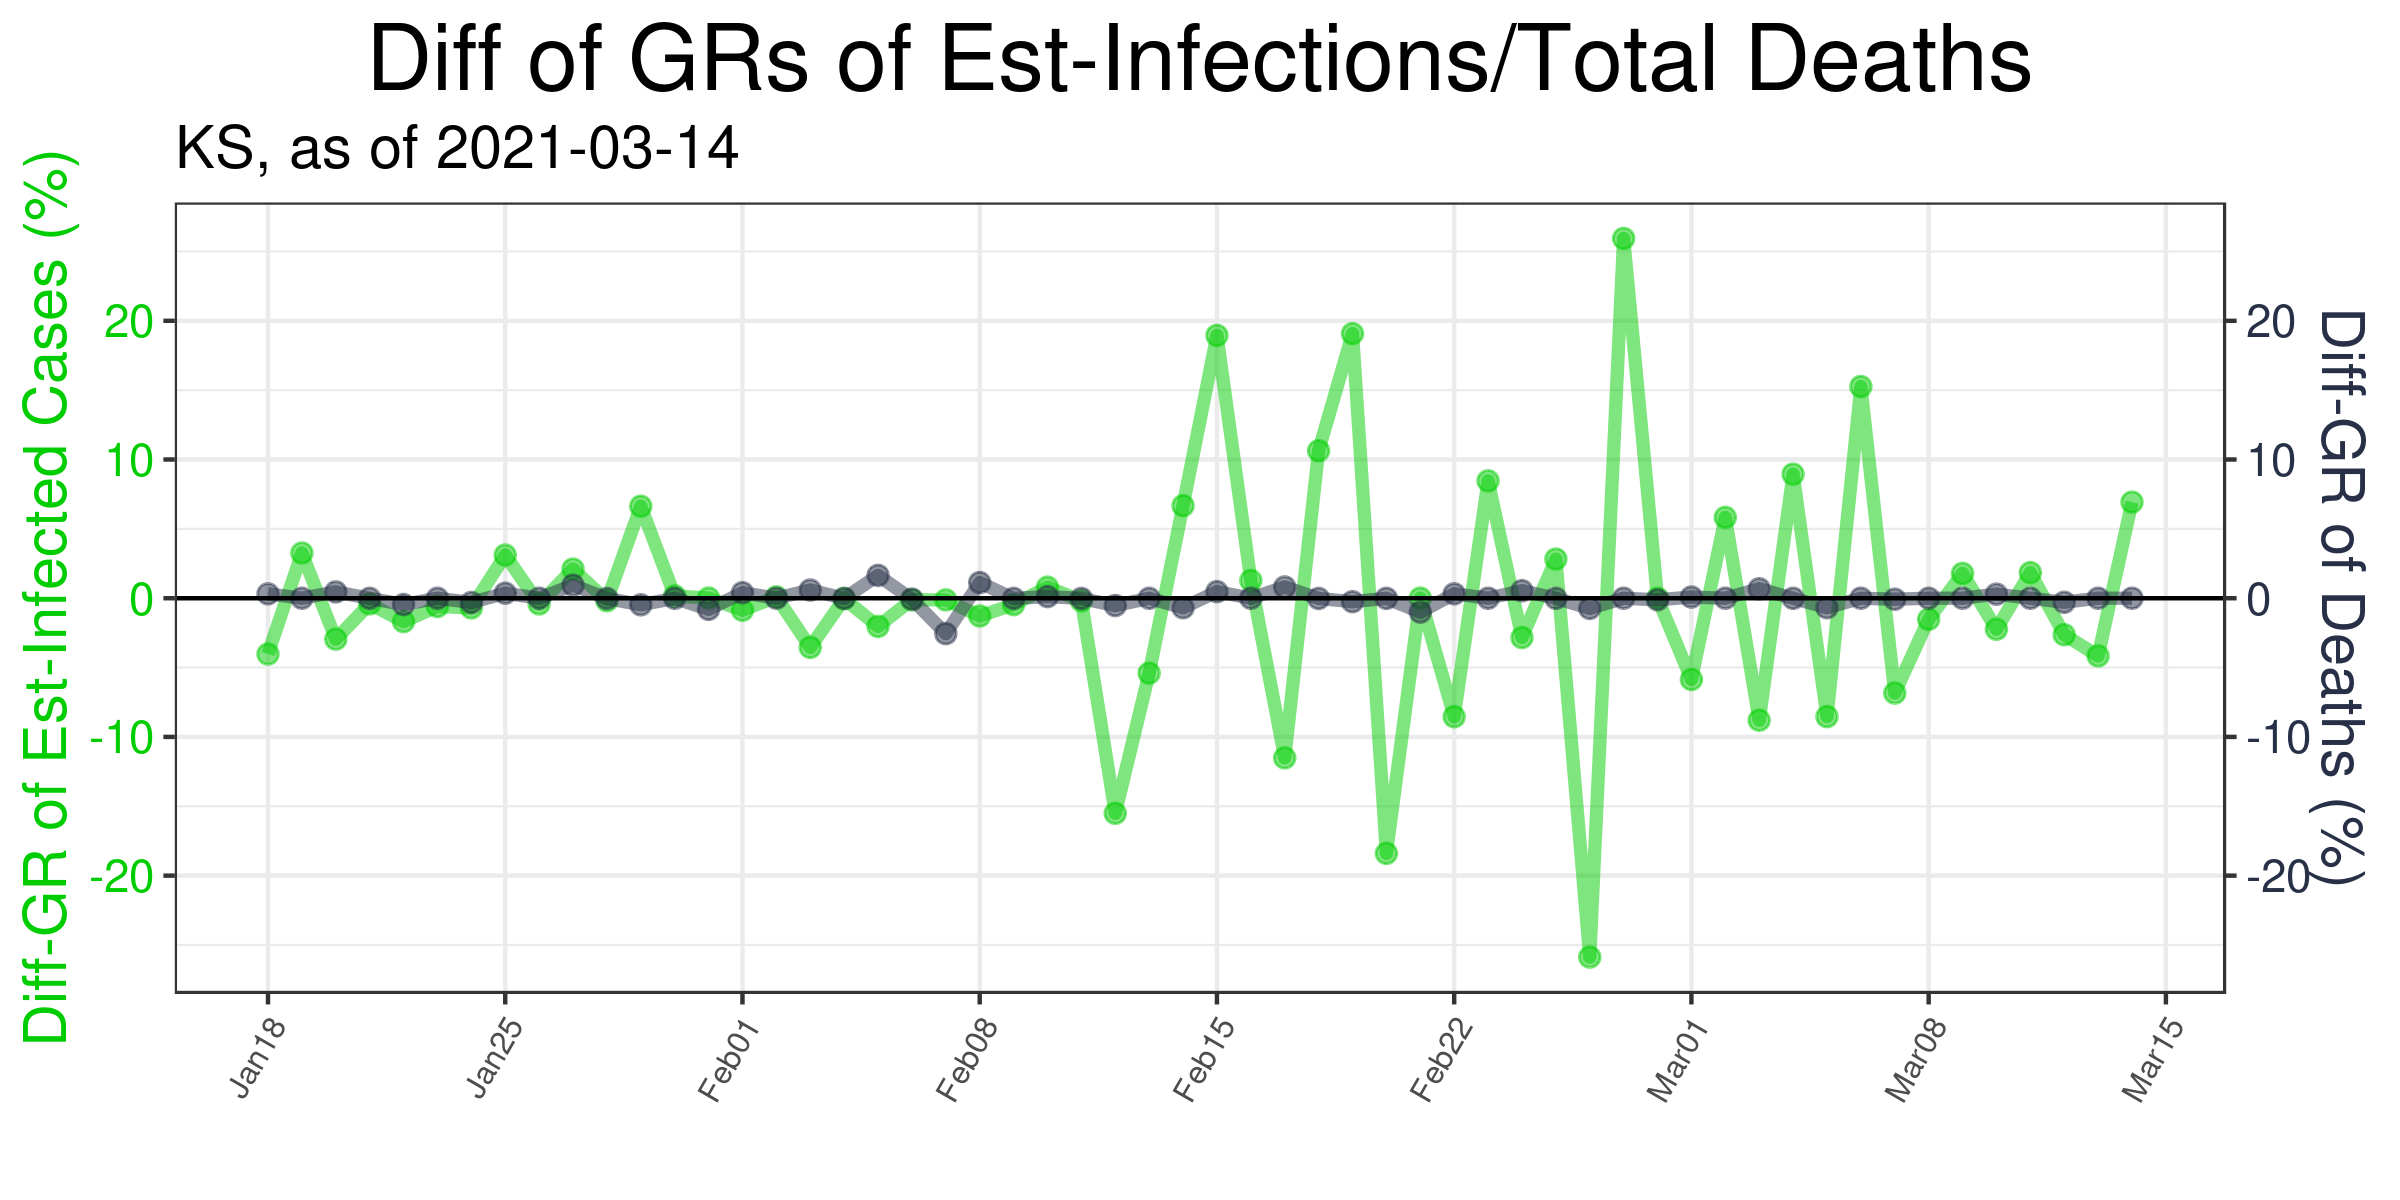 Diff of GRs of Est-Infections/Total Deaths
KS, as of 2021-03-14
Diff-GR of Est-Infected Cases (%)
20
10
0
-10
-20
20
10
0
-10
-20
Diff-GR of Deaths (%)
Jan18
Jan25
Feb01
Feb08
Feb15
Feb22
Mar01
Mar08
Mar15